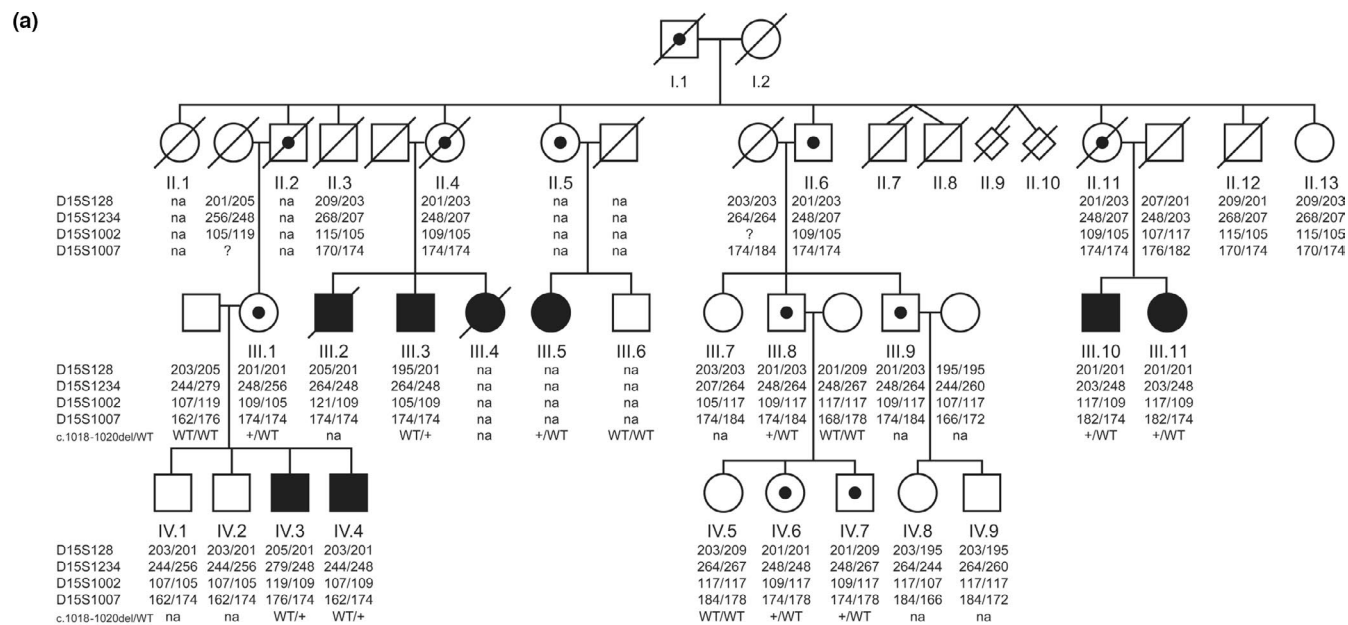 (a)
I.1 I.2
II.1 II.2 II.3 II.4 II.5 II.6 II.7 II.8 II.9 II.10 II.11 II.12 II.13
D15S128 na 201/205 na 209/203 201/203 na na 203/203 201/203 201/203 207/201 209/201 209/203
D15S1234 na 256/248 na 268/207 248/207 na na 264/264 248/207 248/207 248/203 268/207 268/207
D15S1002 na 105/119 na 115/105 109/105 na na ? 109/105 109/105 107/117 115/105 115/105
D15S1007 na ? na 170/174 174/174 na na 174/184 174/174 174/174 176/182 170/174 170/174
III.1 III.2 III.3 III.4 III.5 III.6 III.7 III.8 III.9 III.10 III.11
D15S128 203/205 201/201 205/201 195/201 na na na 203/203 201/203 201/209 201/203 195/195 201/201 201/201
D15S1234 244/279 248/256 264/248 264/248 na na na 207/264 248/264 248/267 248/264 244/260 203/248 203/248
D15S1002 107/119 109/105 121/109 105/109 na na na 105/117 109/117 117/117 109/117 107/117 117/109 117/109
D15S1007 162/176 174/174 174/174 174/174 na na na 174/184 174/184 168/178 174/184 166/172 182/174 182/174
c.1018-1020del/WT WT/WT +/WT na WT/+ na +/WT WT/WT na +/WT WT/WT na na +/WT +/WT
IV.1 IV.2 IV.3 IV.4 IV.5 IV.6 IV.7 IV.8 IV.9
D15S128 203/201 203/201 205/201 203/201 203/209 201/201 201/209 203/195 203/195
D15S1234 244/256 244/256 279/248 244/248 264/267 248/248 248/267 264/244 264/260
D15S1002 107/105 107/105 119/109 107/109 117/117 109/117 109/117 117/107 117/117
D15S1007 162/174 162/174 176/174 162/174 184/178 174/178 174/178 184/166 184/172
c.1018-1020del/WT na na WT/+ WT/+ WT/WT +/WT +/WT na na